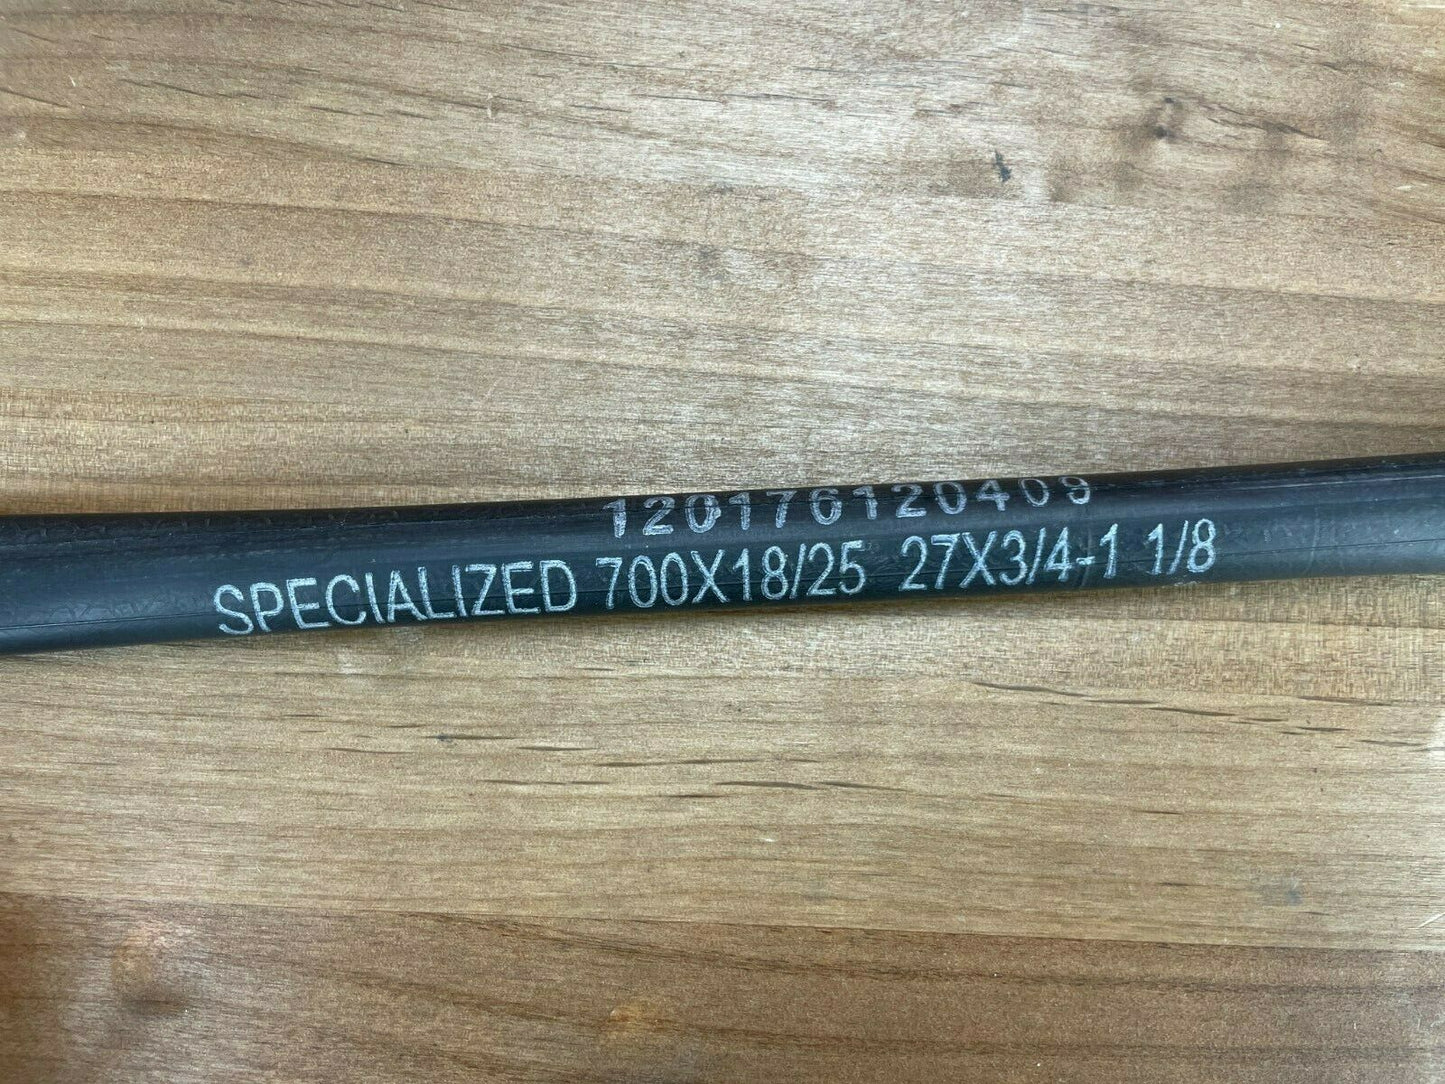 120176120409
SPECIALIZED 700X18/25 27X3/4-1 1/8